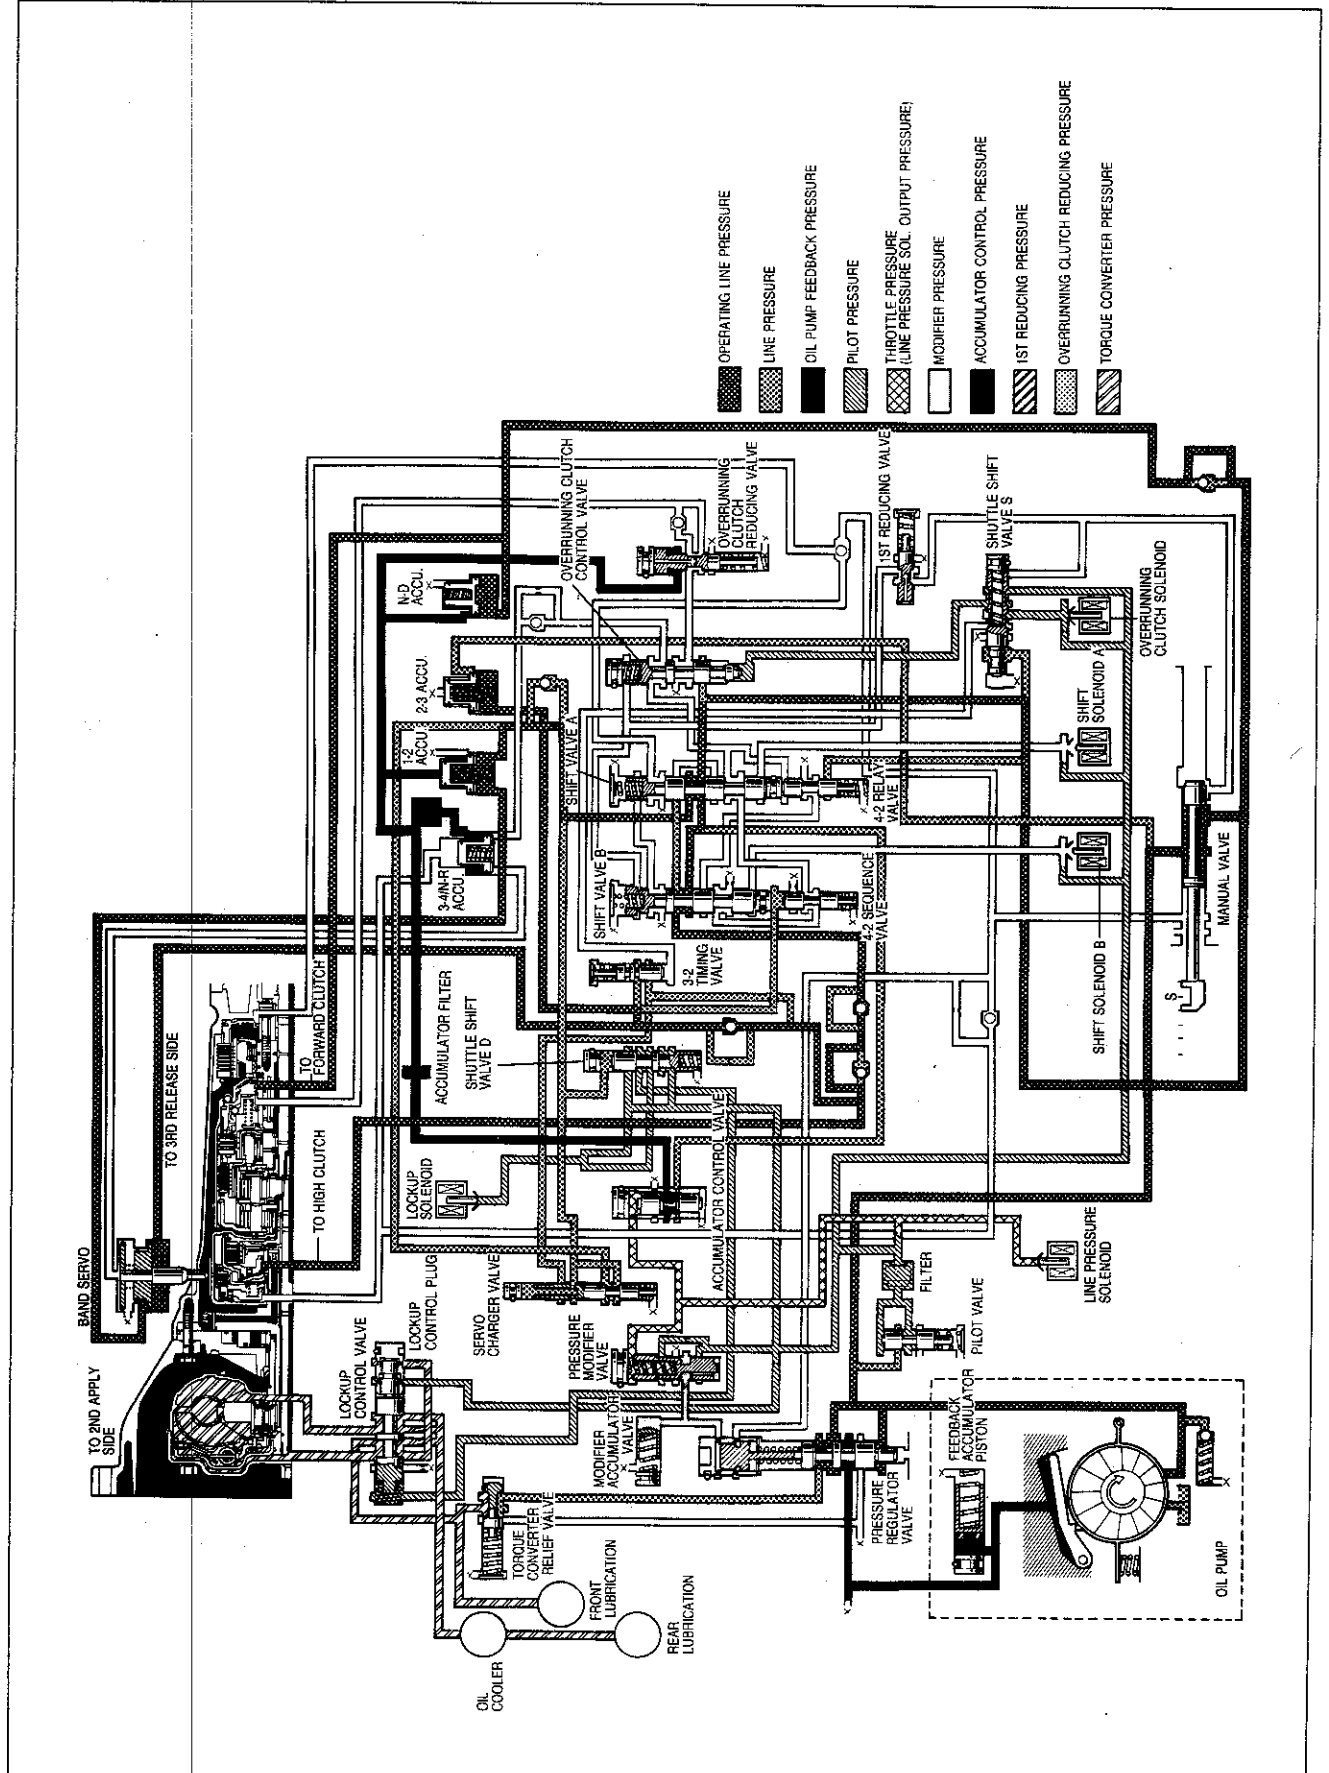 TO 2ND APPLY
SIDE
BAND SERVO
TO 3RD RELEASE SIDE
TO
FORWARD CLUTCH
TO HIGH CLUTCH
LOCKUP
CONTROL VALVE
LOCKUP
CONTROL PLUG
LOCKUP
SOLENOID
ACCUMULATOR FILTER
SHUTTLE SHIFT
VALVE D
3-4/N-R
ACCU.
1-2
ACCU.
2-3 ACCU.
N-D
ACCU.
OIL
COOLER
TORQUE
CONVERTER
RELIEF VALVE
FRONT
LUBRICATION
REAR
LUBRICATION
SERVO
CHARGER VALVE
PRESSURE
MODIFIER
VALVE
MODIFIER
ACCUMULATOR
VALVE
ACCUMULATOR CONTROL VALVE
3-2
TIMING
VALVE
SHIFT VALVE B
SHIFT VALVE A
OVERRUNNING CLUTCH
CONTROL VALVE
OVERRUNNING
CLUTCH
REDUCING VALVE
4-2 SEQUENCE
VALVE
4-2 RELAY
VALVE
1ST REDUCING VALVE
SHUTTLE SHIFT
VALVE S
PRESSURE
REGULATOR
VALVE
FEEDBACK
ACCUMULATOR
PISTON
PILOT VALVE
FILTER
LINE PRESSURE
SOLENOID
SHIFT SOLENOID B
SHIFT
SOLENOID A
OVERRUNNING
CLUTCH SOLENOID
S
MANUAL VALVE
OIL PUMP
OPERATING LINE PRESSURE
LINE PRESSURE
OIL PUMP FEEDBACK PRESSURE
PILOT PRESSURE
THROTTLE PRESSURE
(LINE PRESSURE SOL. OUTPUT PRESSURE)
MODIFIER PRESSURE
ACCUMULATOR CONTROL PRESSURE
1ST REDUCING PRESSURE
OVERRUNNING CLUTCH REDUCING PRESSURE
TORQUE CONVERTER PRESSURE